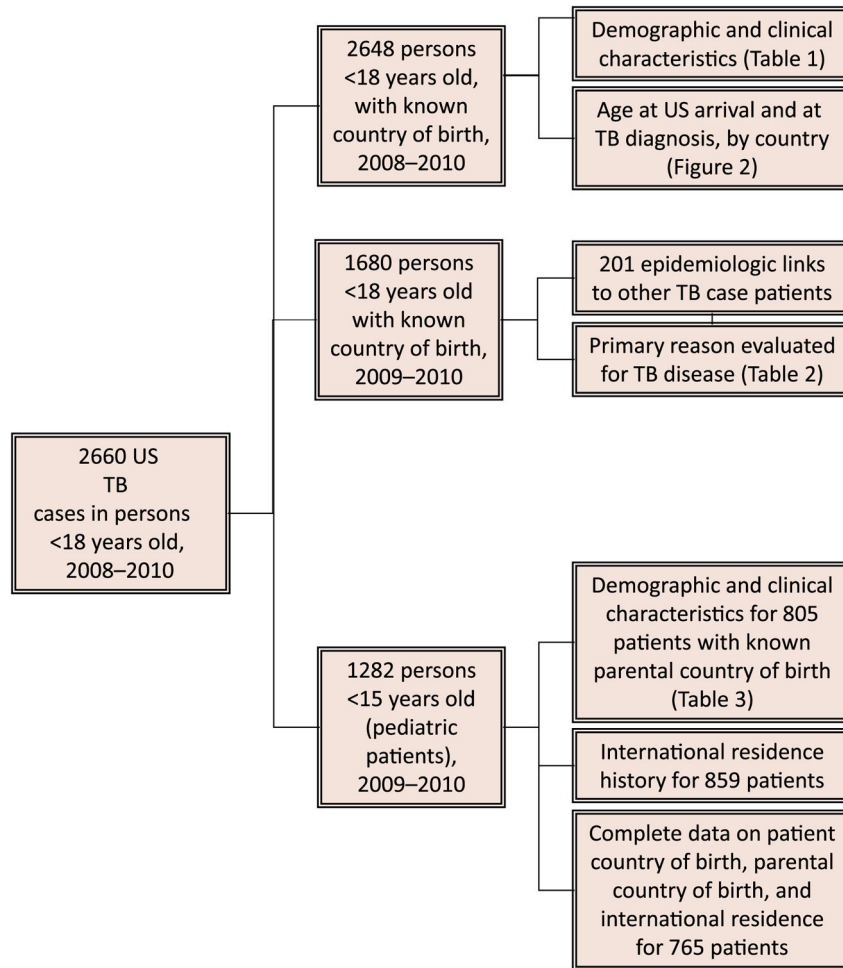 2660 US
TB
cases in persons
<18 years old,
2008–2010
2648 persons
<18 years old,
with known
country of birth,
2008–2010
Demographic and clinical
characteristics (Table 1)
Age at US arrival and at
TB diagnosis, by country
(Figure 2)
1680 persons
<18 years old
with known
country of birth,
2009–2010
201 epidemiologic links
to other TB case patients
Primary reason evaluated
for TB disease (Table 2)
1282 persons
<15 years old
(pediatric
patients),
2009–2010
Demographic and clinical
characteristics for 805
patients with known
parental country of birth
(Table 3)
International residence
history for 859 patients
Complete data on patient
country of birth, parental
country of birth, and
international residence
for 765 patients